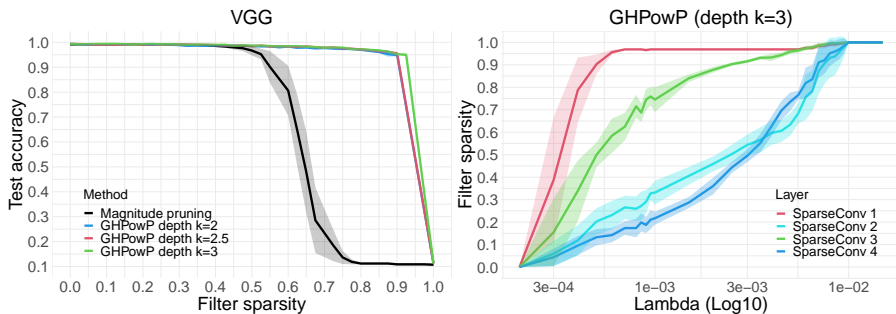 VGG
Test accuracy
1.0
0.9
0.8
0.7
0.6
0.5
0.4
0.3
0.2
0.1
Method
Magnitude pruning
GHPowP depth k=2
GHPowP depth k=2.5
GHPowP depth k=3
0.0 0.1 0.2 0.3 0.4 0.5 0.6 0.7 0.8 0.9 1.0
Filter sparsity
GHPowP (depth k=3)
Filter sparsity
1.0
0.9
0.8
0.7
0.6
0.5
0.4
0.3
0.2
0.1
0.0
Layer
SparseConv 1
SparseConv 2
SparseConv 3
SparseConv 4
3e−04 1e−03 3e−03 1e−02
Lambda (Log10)